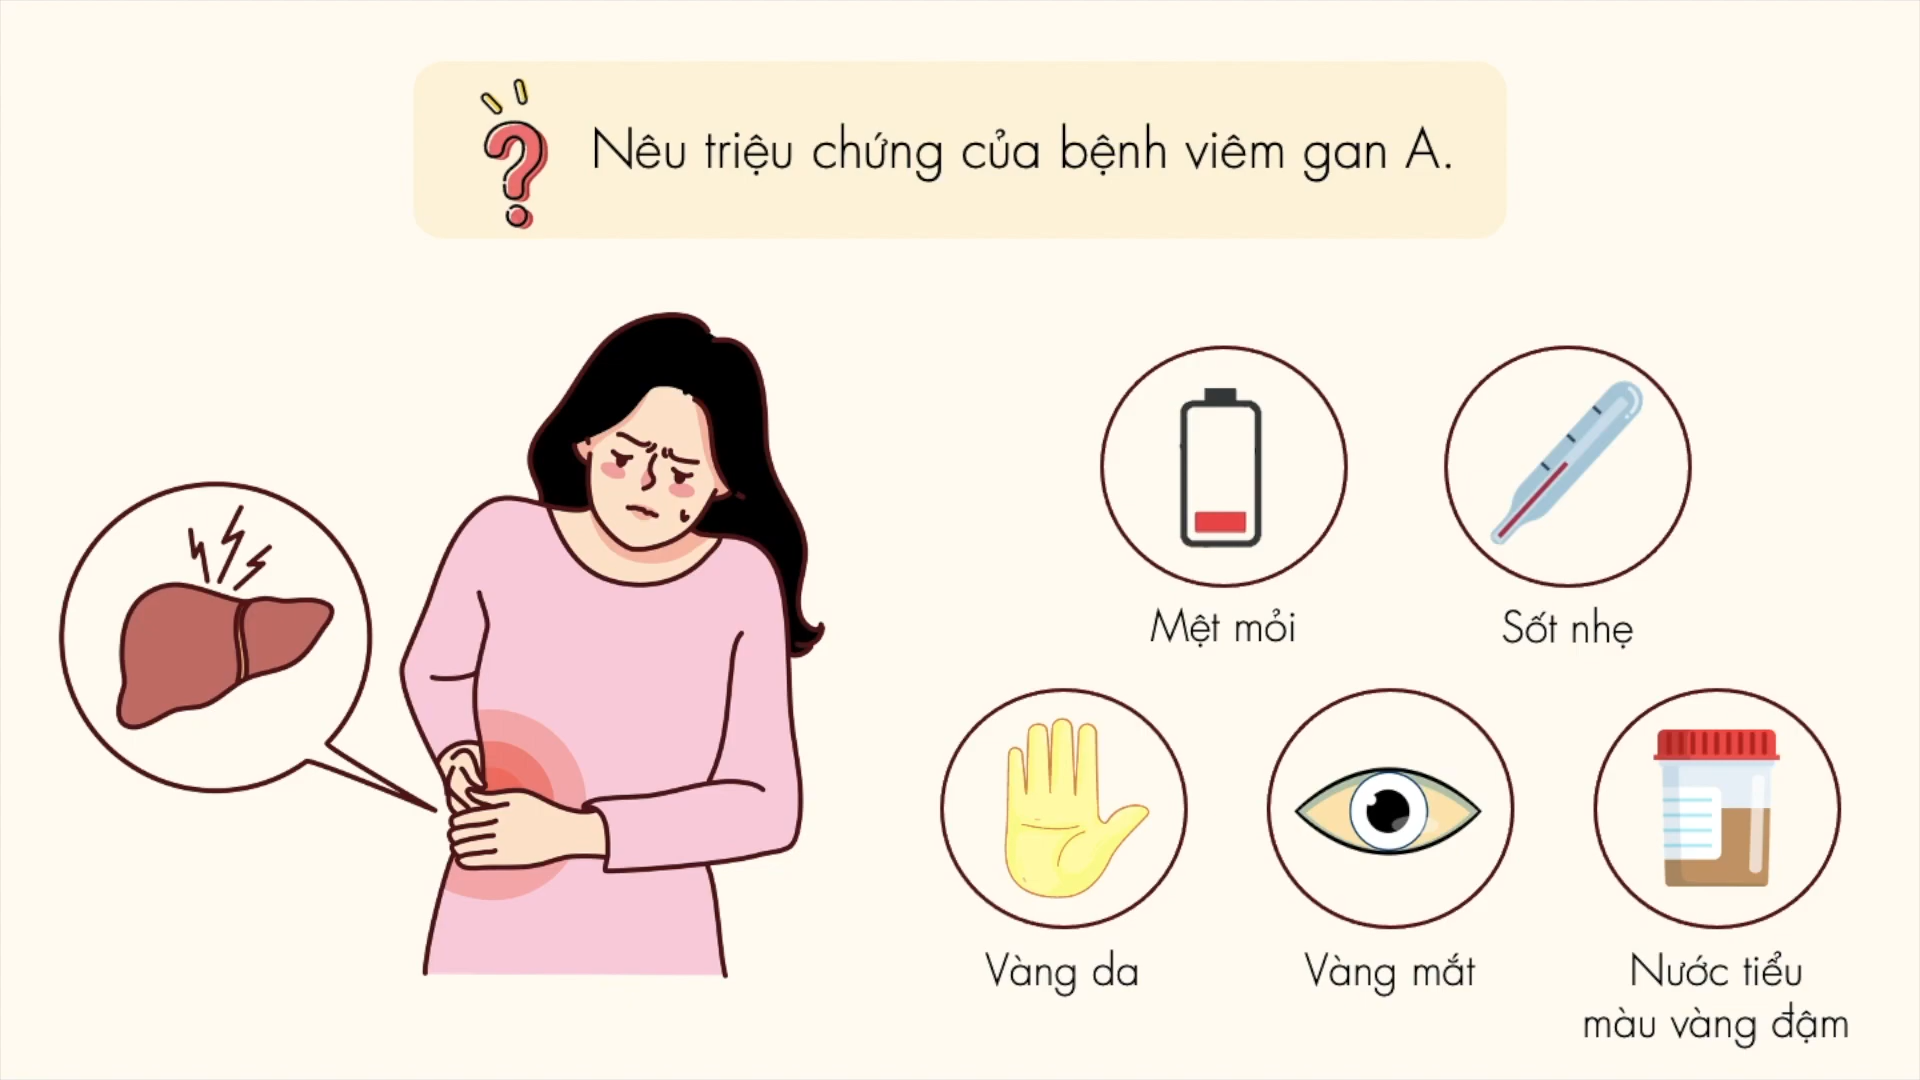 Nêu triệu chứng của bệnh viêm gan A.
Mệt mỏi
Sốt nhẹ
Vàng da
Vàng mắt
Nước tiểu
màu vàng đậm